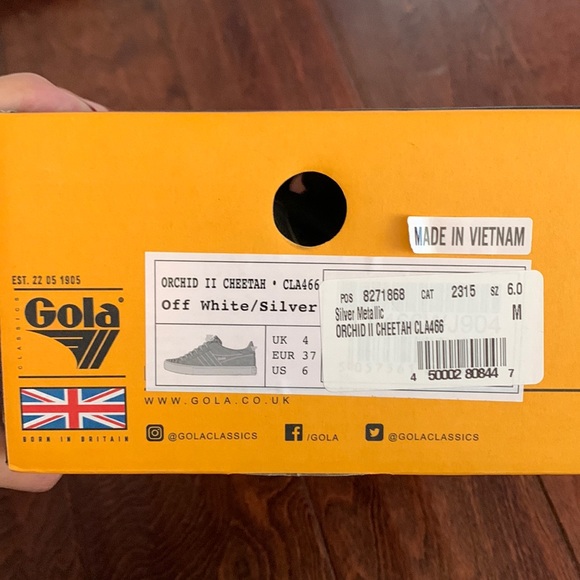 MADE IN VIETNAM
EST. 22 05 1905
Gola
CLASSICS
BORN IN BRITAIN
ORCHID II CHEETAH * CLA466
Off White/Silver
UK 4
EUR 37
US 6
POS 8271868 CAT 2315 SZ 6.0
Silver Metallic M
ORCHID II CHEETAH CLA466
4 50002 80844 7
WWW.GOLA.CO.UK
@GOLACLASSICS /GOLA @GOLACLASSICS